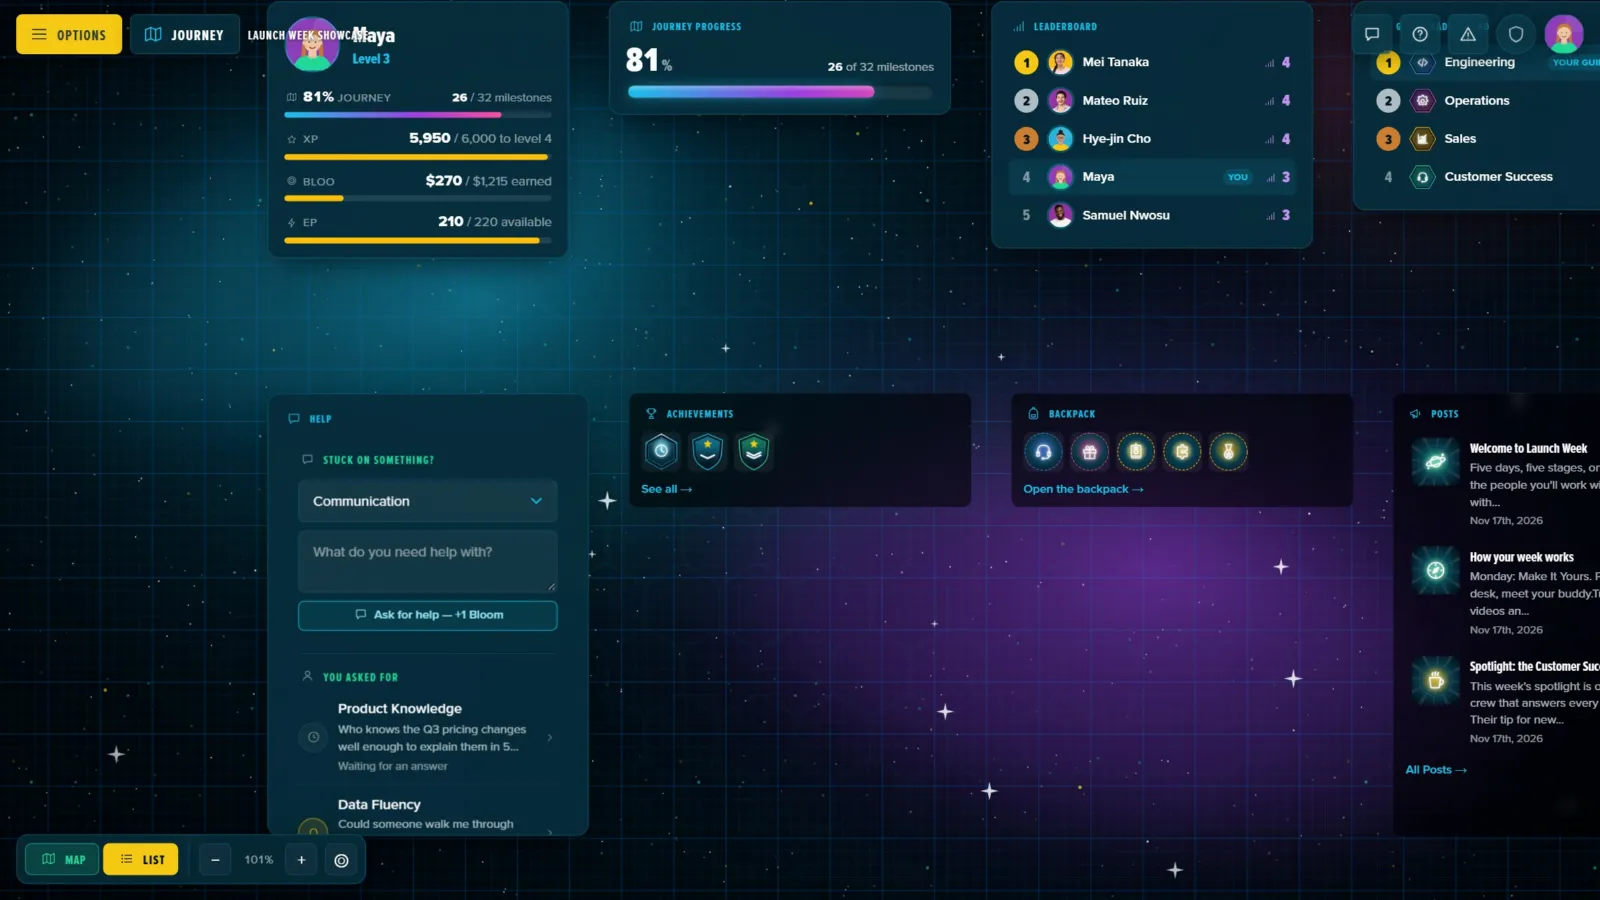 OPTIONS
JOURNEY
LAUNCH WEEK SHOWCASE
Maya
Level 3
81% JOURNEY
26 / 32 milestones
XP
5,950 / 6,000 to level 4
BLOO
$270 / $1,215 earned
EP
210 / 220 available
JOURNEY PROGRESS
81%
26 of 32 milestones
LEADERBOARD
1 Mei Tanaka 4
2 Mateo Ruiz 4
3 Hye-jin Cho 4
4 Maya YOU 3
5 Samuel Nwosu 3
1 Engineering YOUR GUI
2 Operations
3 Sales
4 Customer Success
HELP
STUCK ON SOMETHING?
Communication
What do you need help with?
Ask for help — +1 Bloom
YOU ASKED FOR
Product Knowledge
Who knows the Q3 pricing changes
well enough to explain them in 5...
Waiting for an answer
Data Fluency
Could someone walk me through
ACHIEVEMENTS
See all →
BACKPACK
Open the backpack →
POSTS
Welcome to Launch Week
Five days, five stages, on
the people you'll work wi
with...
Nov 17th, 2026
How your week works
Monday: Make It Yours. F
desk, meet your buddy.Tu
videos an...
Nov 17th, 2026
Spotlight: the Customer Suc
This week's spotlight is o
crew that answers every
Their tip for new...
Nov 17th, 2026
All Posts →
MAP
LIST
− 101% +